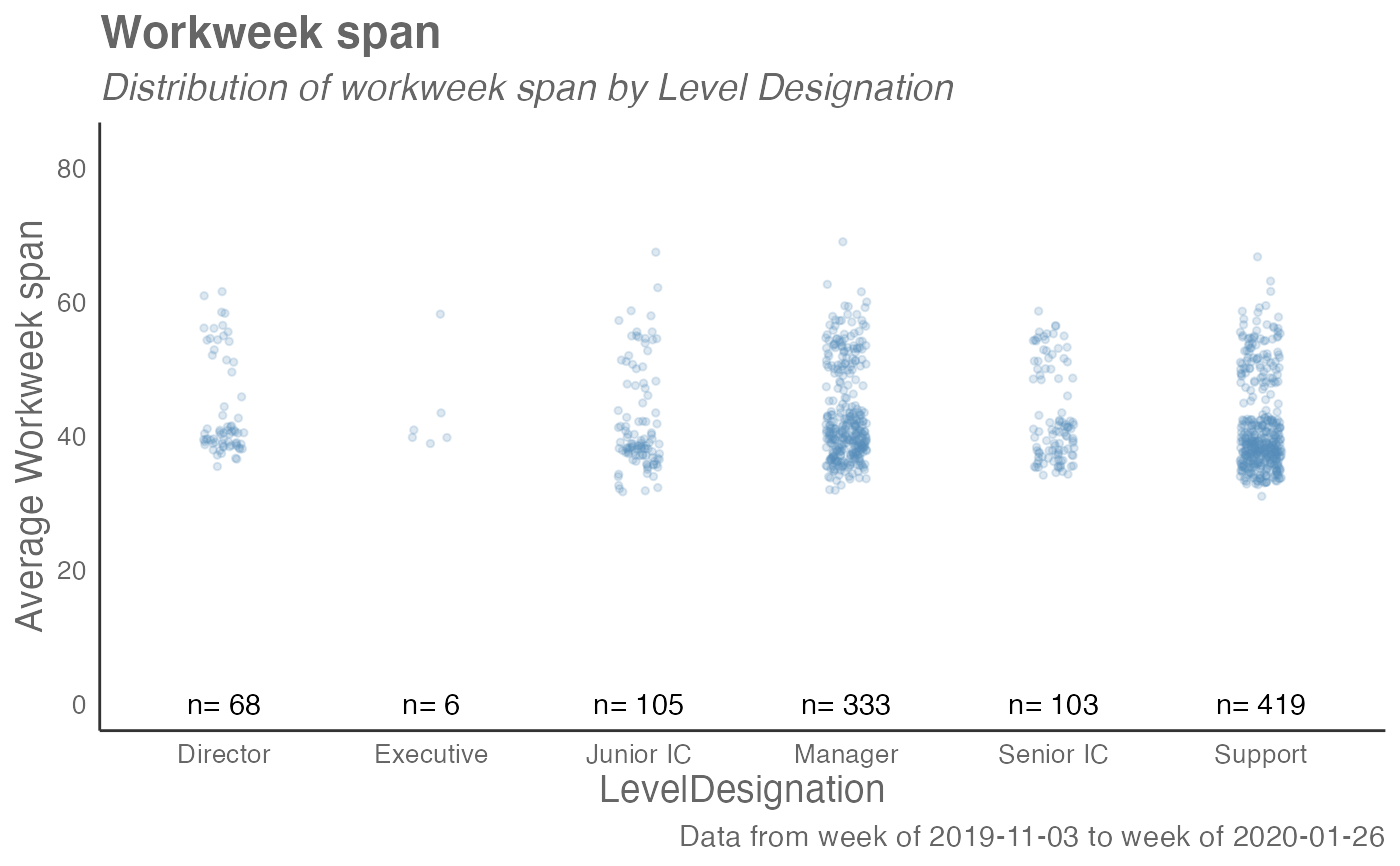 Workweek span
Distribution of workweek span by Level Designation
Average Workweek span
80
60
40
20
0
n= 68 n= 6 n= 105 n= 333 n= 103 n= 419
Director Executive Junior IC Manager Senior IC Support
LevelDesignation
Data from week of 2019-11-03 to week of 2020-01-26